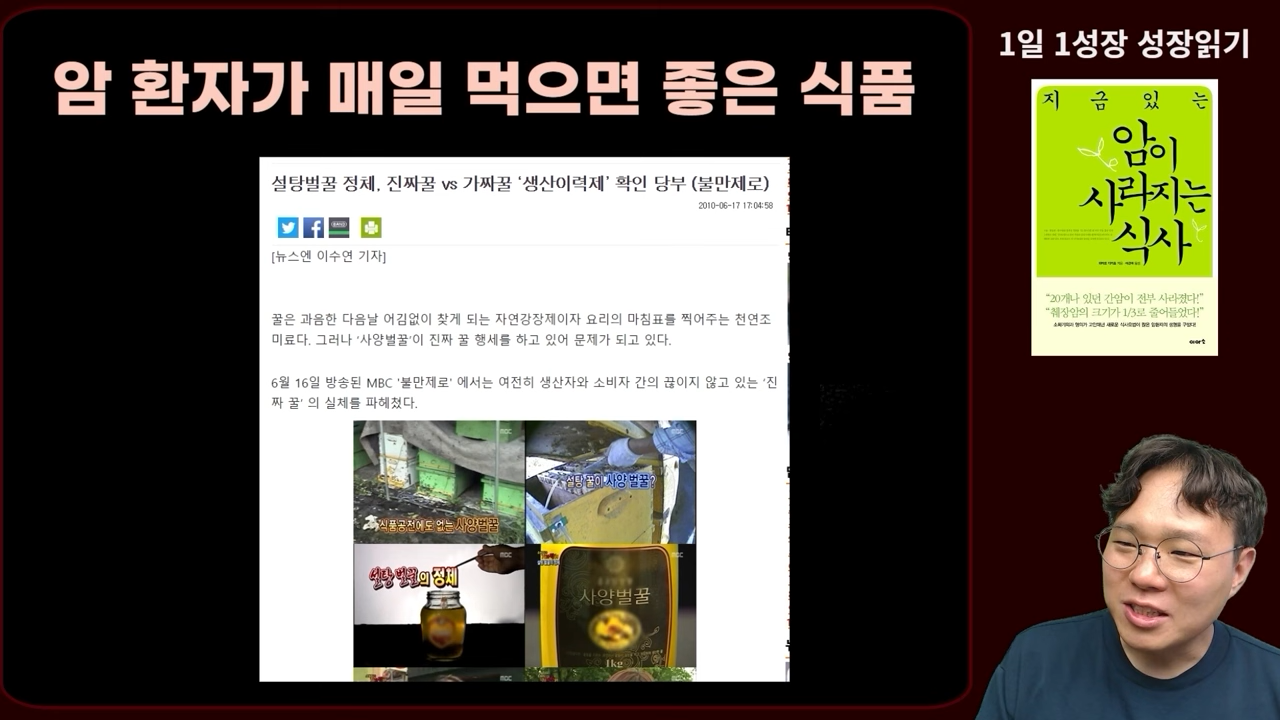 암 환자가 매일 먹으면 좋은 식품
1일 1성장 성장읽기
설탕벌꿀 정체, 진짜꿀 vs 가짜꿀 ‘생산이력제’ 확인 당부 (불만제로)
2010-06-17 17:04:58
[뉴스엔 이수연 기자]
꿀은 과음한 다음날 어김없이 찾게 되는 자연강장제이자 요리의 마침표를 찍어주는 천연조
미료다. 그러나 ‘사양벌꿀’이 진짜 꿀 행세를 하고 있어 문제가 되고 있다.
6월 16일 방송된 MBC ‘불만제로’ 에서는 여전히 생산자와 소비자 간의 끊이지 않고 있는 ‘진
짜 꿀’ 의 실체를 파헤쳤다.
MBC
MBC
식품공전에도 없는 사양벌꿀
설탕 꿀이 사양 벌꿀?
MBC
MBC
설탕 벌꿀의 정체
사양벌꿀
1kg
MBC
MBC
지금있는
암이
사라지는
식사
“20개나 있던 간암이 전부 사라졌다!”
“췌장암의 크기가 1/3로 줄어들었다!”